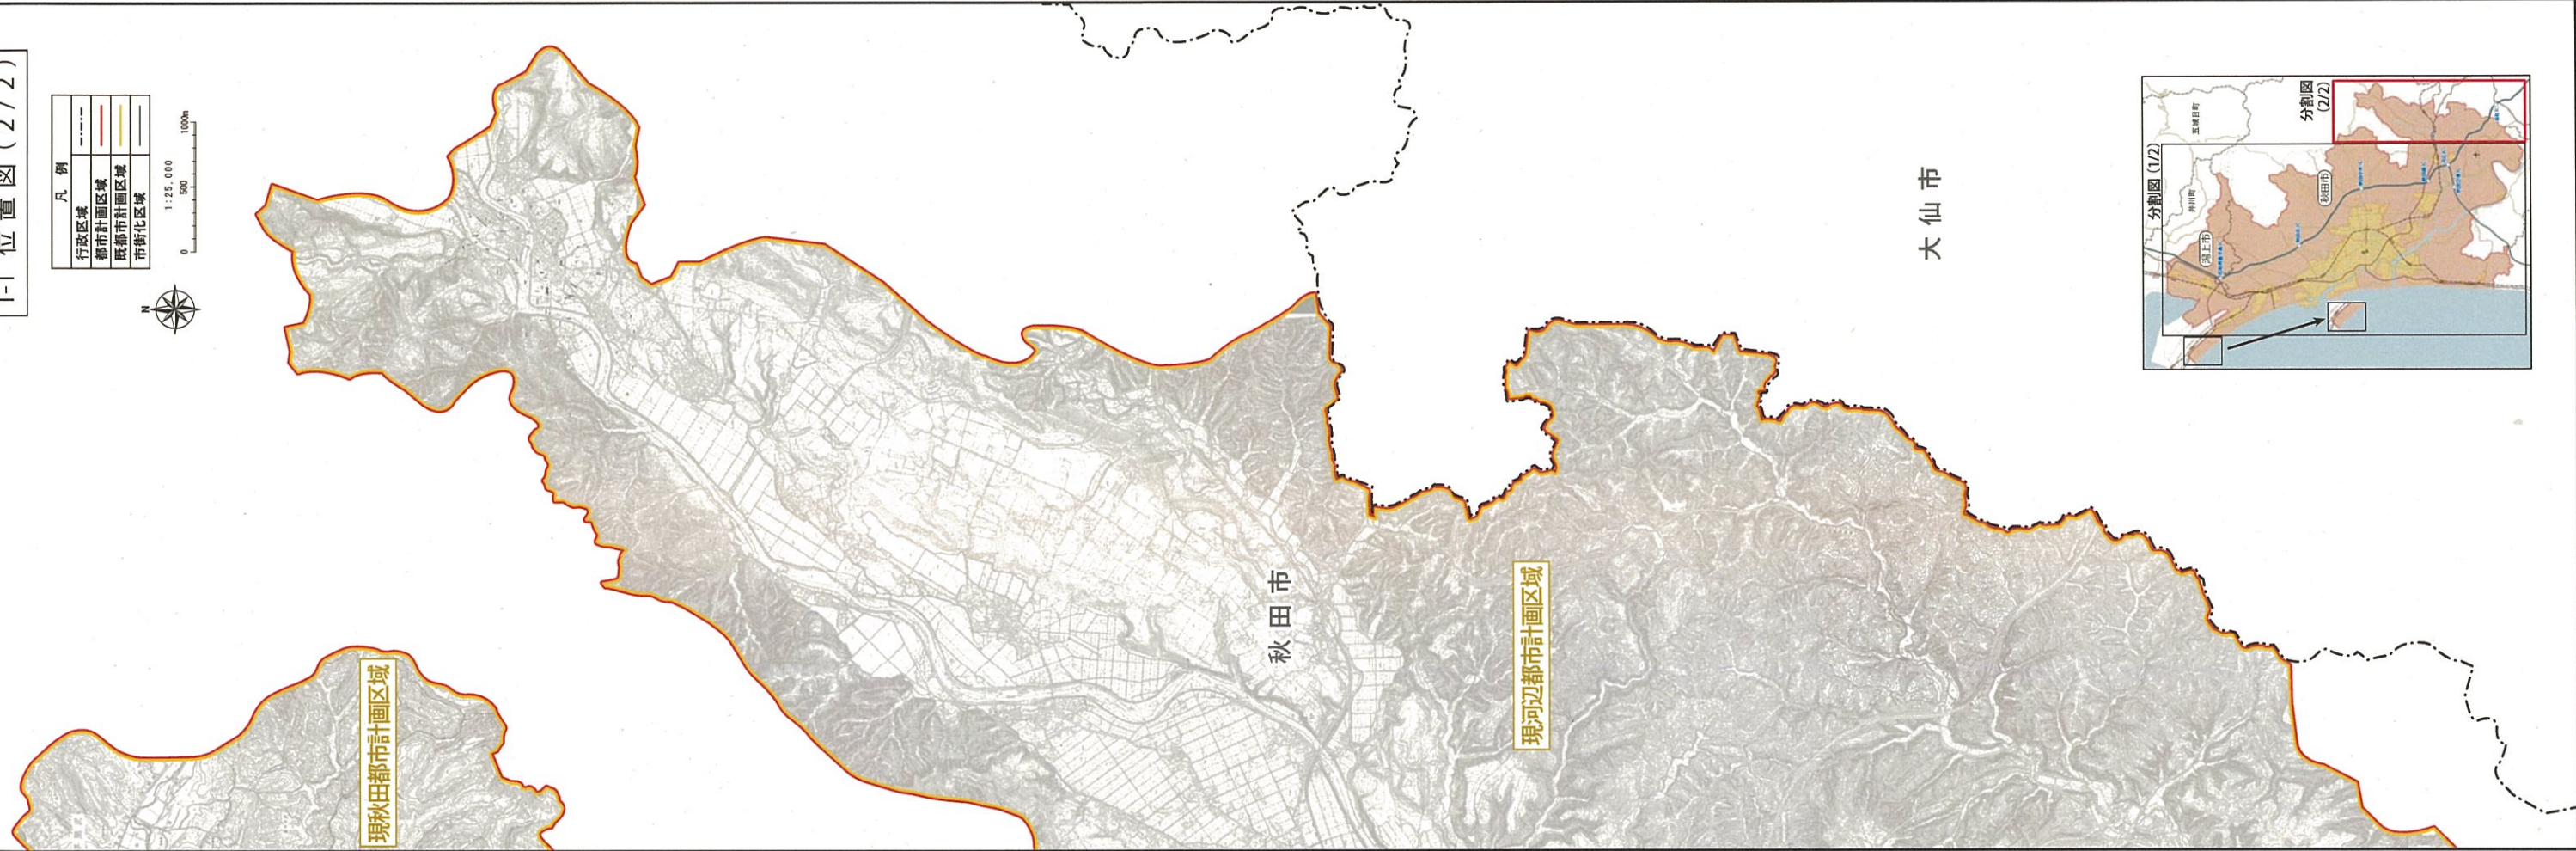 1-1 位置図(2/2)
凡 例
行政区域
都市計画区域
既都市計画区域
市街化区域
1:25,000
0 500 1000m
N
現秋田都市計画区域
秋田市
現河辺都市計画区域
大仙市
分割図(1/2)
分割図
(2/2)
五城目町
井川町
潟上市
秋田市